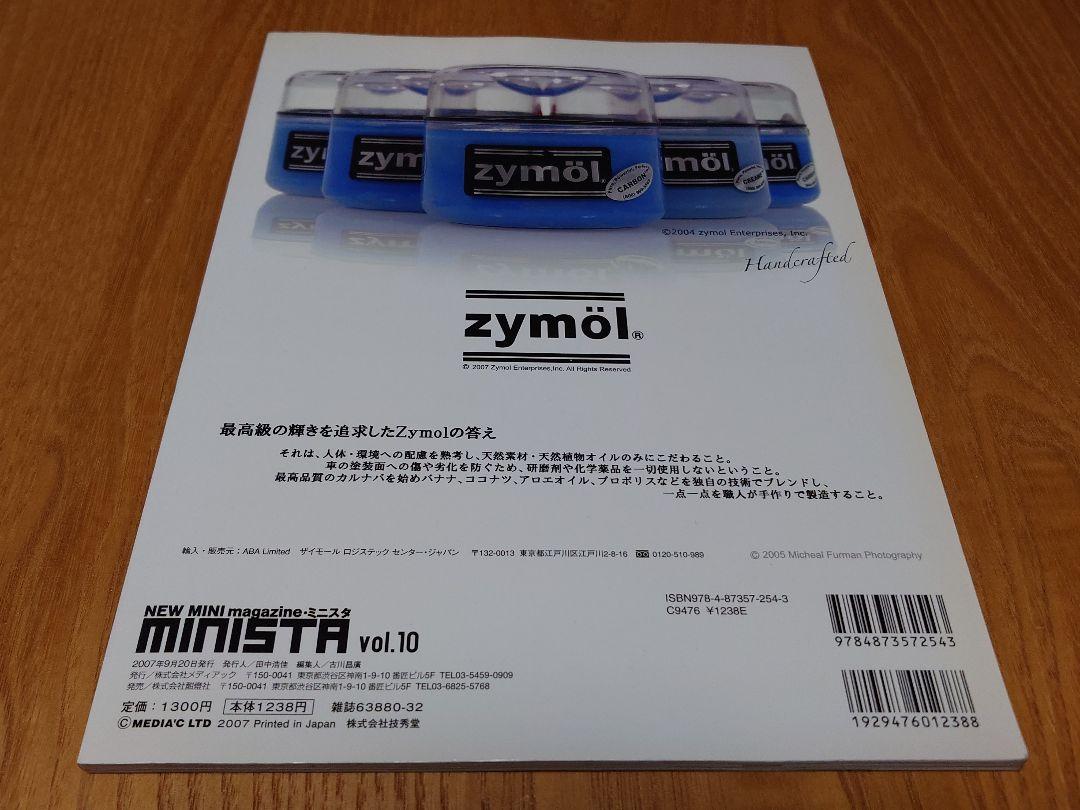 zymöl
zymöl
zymöl
CARBON
CREAME
©2004 zymol Enterprises, Inc.
Handcrafted
zymöl®
© 2007 Zymol Enterprises,Inc. All Rights Reserved
最高級の輝きを追求したZymolの答え
それは、人体・環境への配慮を熟考し、天然素材・天然植物オイルのみにこだわること。
車の塗装面への傷や劣化を防ぐため、研磨剤や化学薬品を一切使用しないということ。
最高品質のカルナバを始めバナナ、ココナツ、アロエオイル、プロポリスなどを独自の技術でブレンドし、
一点一点を職人が手作りで製造すること。
輸入・販売元：ABA Limited ザイモール ロジステック センター・ジャパン 〒132-0013 東京都江戸川区江戸川2-8-16 0120-510-989
© 2005 Micheal Furman Photography
NEW MINI magazine・ミニスタ
MINISTA vol.10
2007年9月20日発行 発行人／田中浩佳 編集人／古川昌廣
発行／株式会社メディアック 〒150-0041 東京都渋谷区神南1-9-10 番匠ビル5F TEL03-5459-0909
発売／株式会社 〒150-0041 東京都渋谷区神南1-9-10 番匠ビル5F TEL03-6825-5768
定価：1300円 本体1238円 雑誌63880-32
©MEDIA'C LTD 2007 Printed in Japan 株式会社技秀堂
ISBN978-4-87357-254-3
C9476 ¥1238E
9784873572543
1929476012388